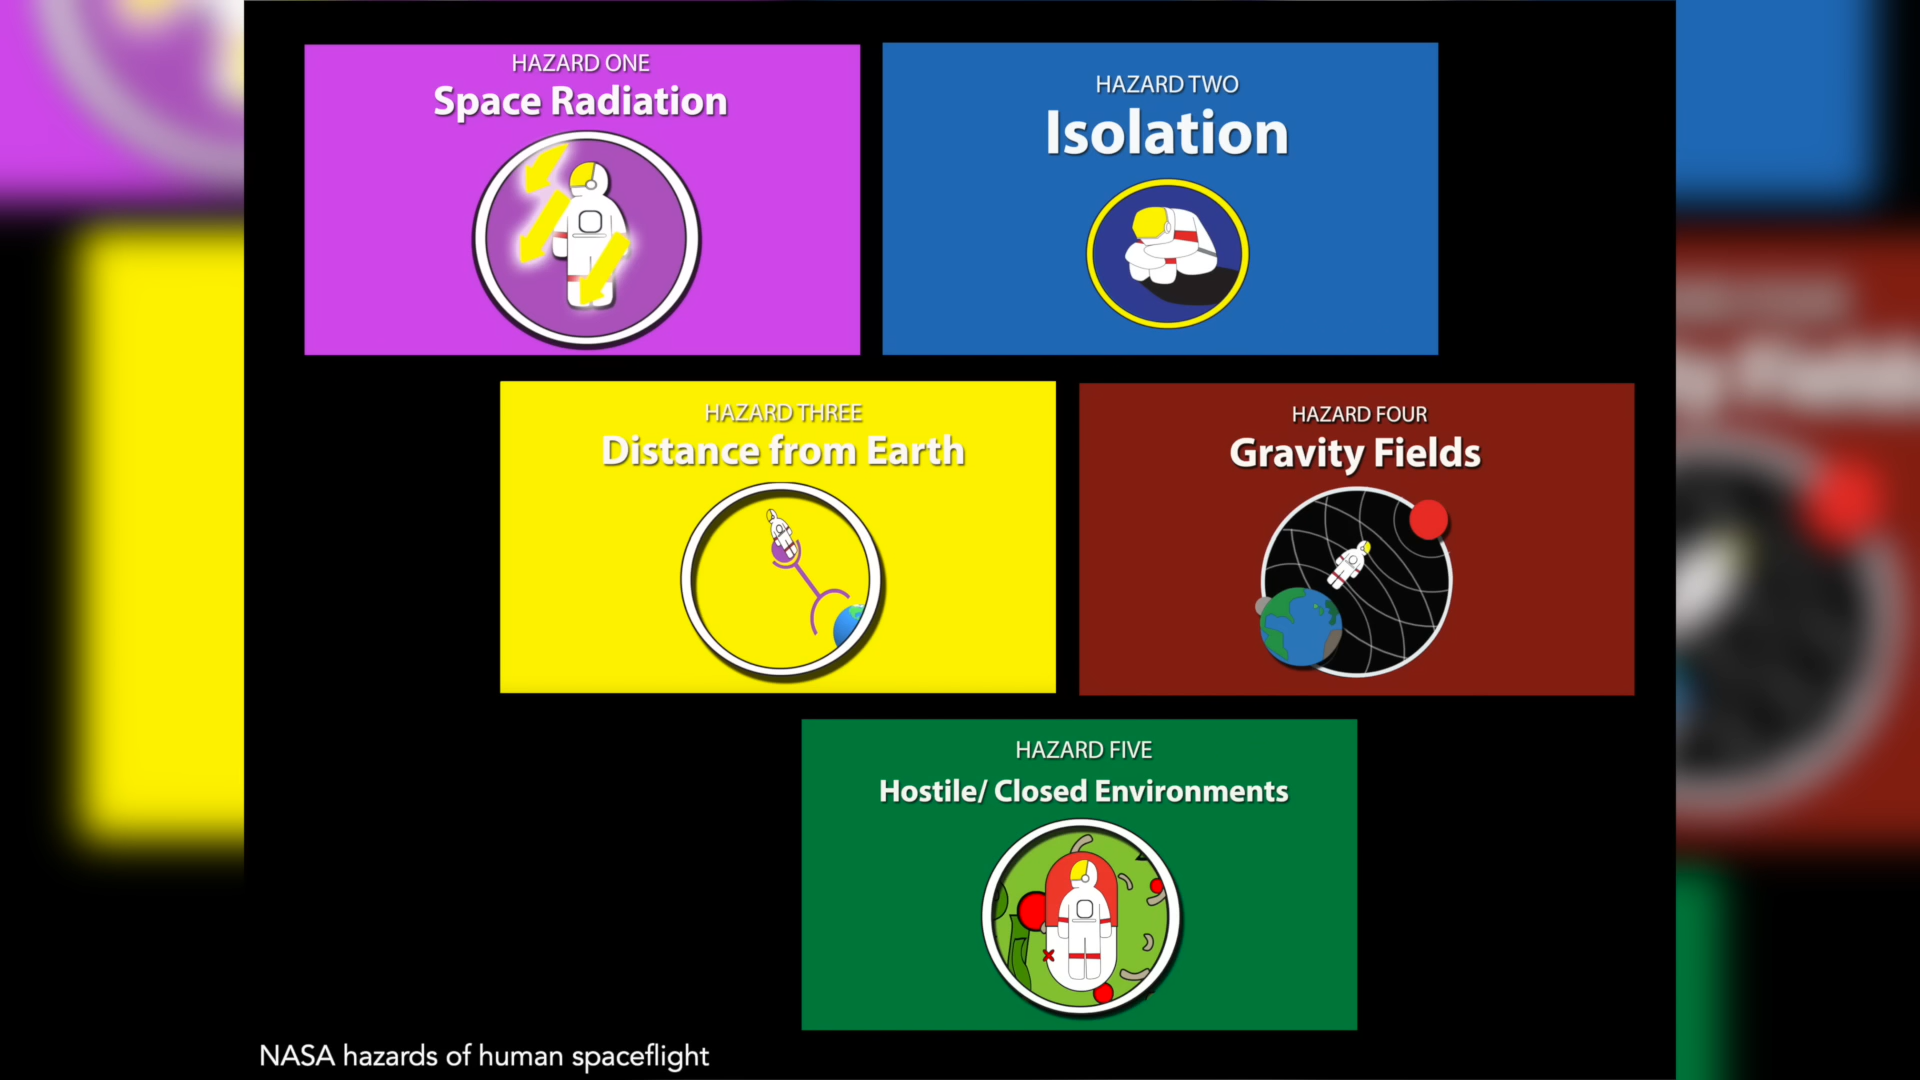 HAZARD ONE
Space Radiation
HAZARD TWO
Isolation
HAZARD THREE
Distance from Earth
HAZARD FOUR
Gravity Fields
HAZARD FIVE
Hostile/ Closed Environments
NASA hazards of human spaceflight